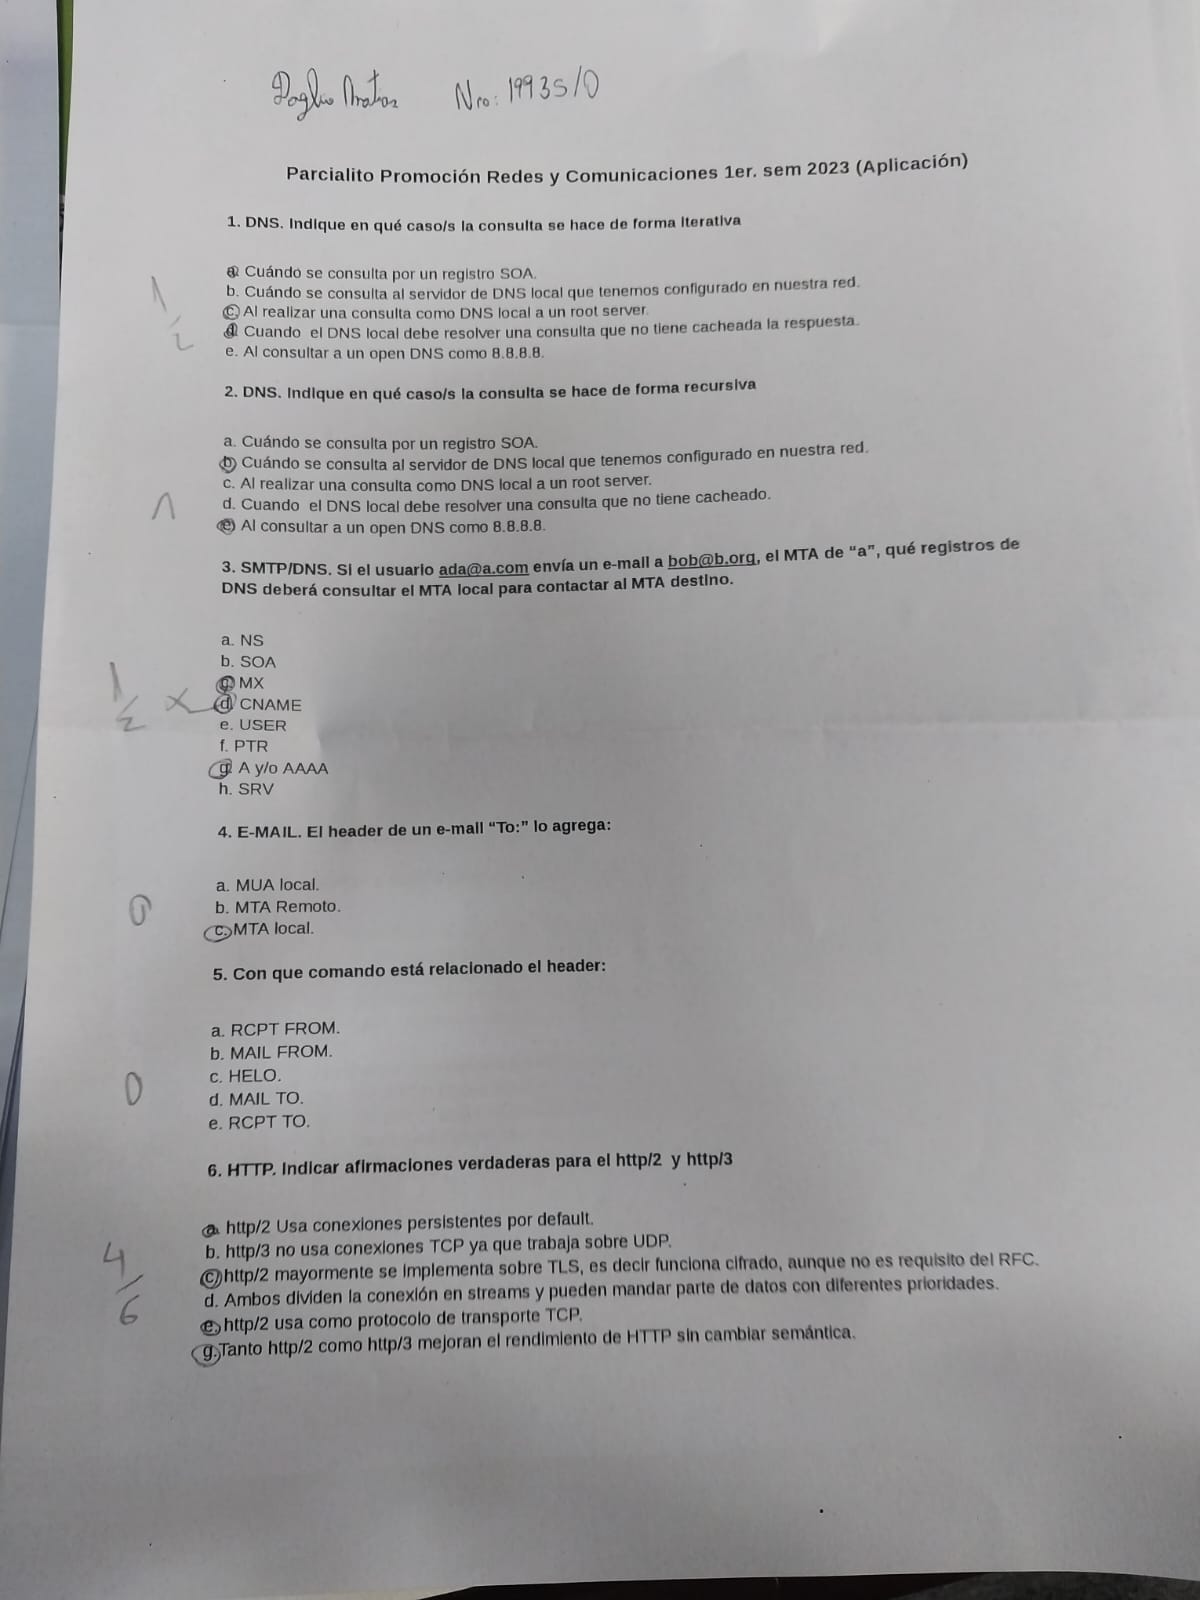 Nro: 19935/0
Parcialito Promoción Redes y Comunicaciones 1er. sem 2023 (Aplicación)
1. DNS. Indique en qué caso/s la consulta se hace de forma iterativa
a. Cuándo se consulta por un registro SOA.
b. Cuándo se consulta al servidor de DNS local que tenemos configurado en nuestra red.
c. Al realizar una consulta como DNS local a un root server.
d. Cuando el DNS local debe resolver una consulta que no tiene cacheada la respuesta.
e. Al consultar a un open DNS como 8.8.8.8.
1/2
2. DNS. Indique en qué caso/s la consulta se hace de forma recursiva
a. Cuándo se consulta por un registro SOA.
b. Cuándo se consulta al servidor de DNS local que tenemos configurado en nuestra red.
c. Al realizar una consulta como DNS local a un root server.
d. Cuando el DNS local debe resolver una consulta que no tiene cacheado.
e. Al consultar a un open DNS como 8.8.8.8.
1
3. SMTP/DNS. Si el usuario ada@a.com envía un e-mail a bob@b.org, el MTA de “a”, qué registros de
DNS deberá consultar el MTA local para contactar al MTA destino.
a. NS
b. SOA
c. MX
1/2 X d. CNAME
e. USER
f. PTR
g. A y/o AAAA
h. SRV
4. E-MAIL. El header de un e-mail “To:” lo agrega:
a. MUA local.
0 b. MTA Remoto.
c. MTA local.
5. Con que comando está relacionado el header:
a. RCPT FROM.
b. MAIL FROM.
c. HELO.
0 d. MAIL TO.
e. RCPT TO.
6. HTTP. Indicar afirmaciones verdaderas para el http/2 y http/3
a. http/2 Usa conexiones persistentes por default.
b. http/3 no usa conexiones TCP ya que trabaja sobre UDP.
c. http/2 mayormente se implementa sobre TLS, es decir funciona cifrado, aunque no es requisito del RFC.
d. Ambos dividen la conexión en streams y pueden mandar parte de datos con diferentes prioridades.
e. http/2 usa como protocolo de transporte TCP.
g. Tanto http/2 como http/3 mejoran el rendimiento de HTTP sin cambiar semántica.
4/6